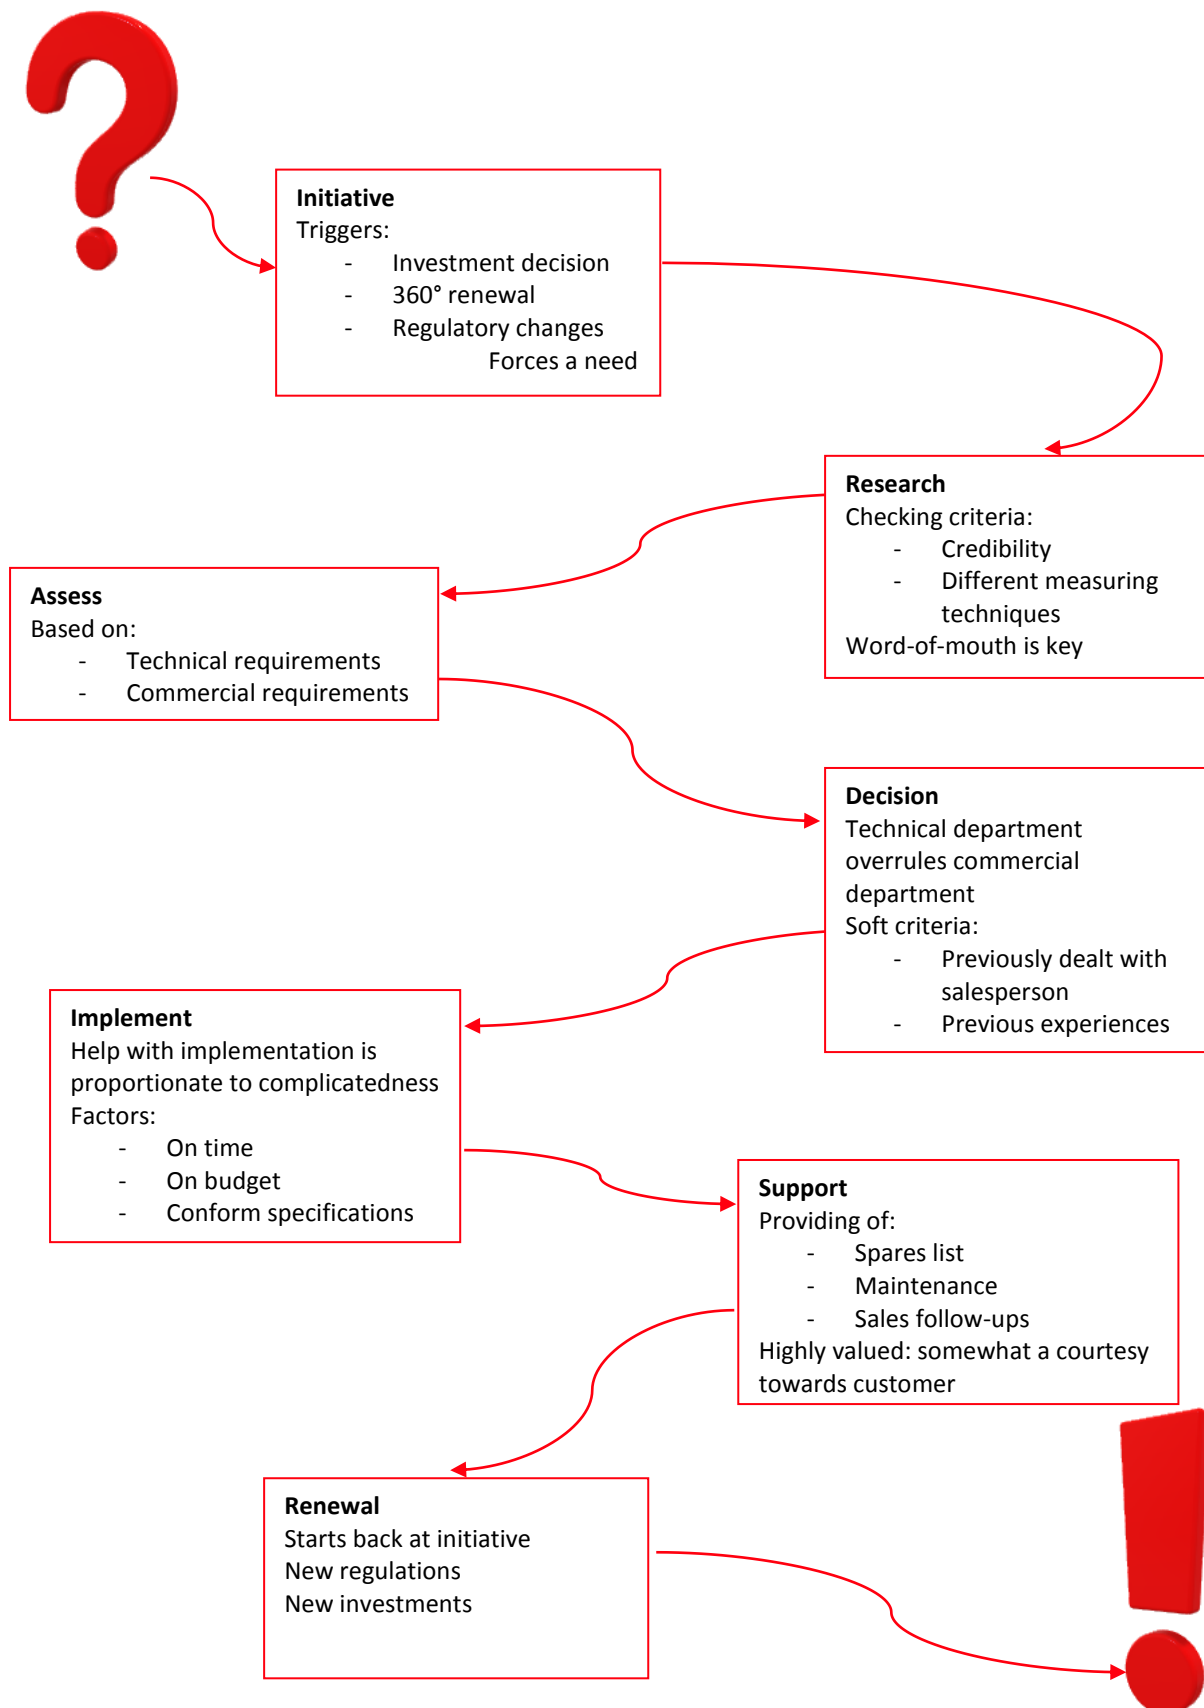 Initiative
Triggers:
- Investment decision
- 360° renewal
- Regulatory changes
Forces a need
Research
Checking criteria:
- Credibility
- Different measuring
techniques
Word-of-mouth is key
Assess
Based on:
- Technical requirements
- Commercial requirements
Decision
Technical department
overrules commercial
department
Soft criteria:
- Previously dealt with
salesperson
- Previous experiences
Implement
Help with implementation is
proportionate to complicatedness
Factors:
- On time
- On budget
- Conform specifications
Support
Providing of:
- Spares list
- Maintenance
- Sales follow-ups
Highly valued: somewhat a courtesy
towards customer
Renewal
Starts back at initiative
New regulations
New investments